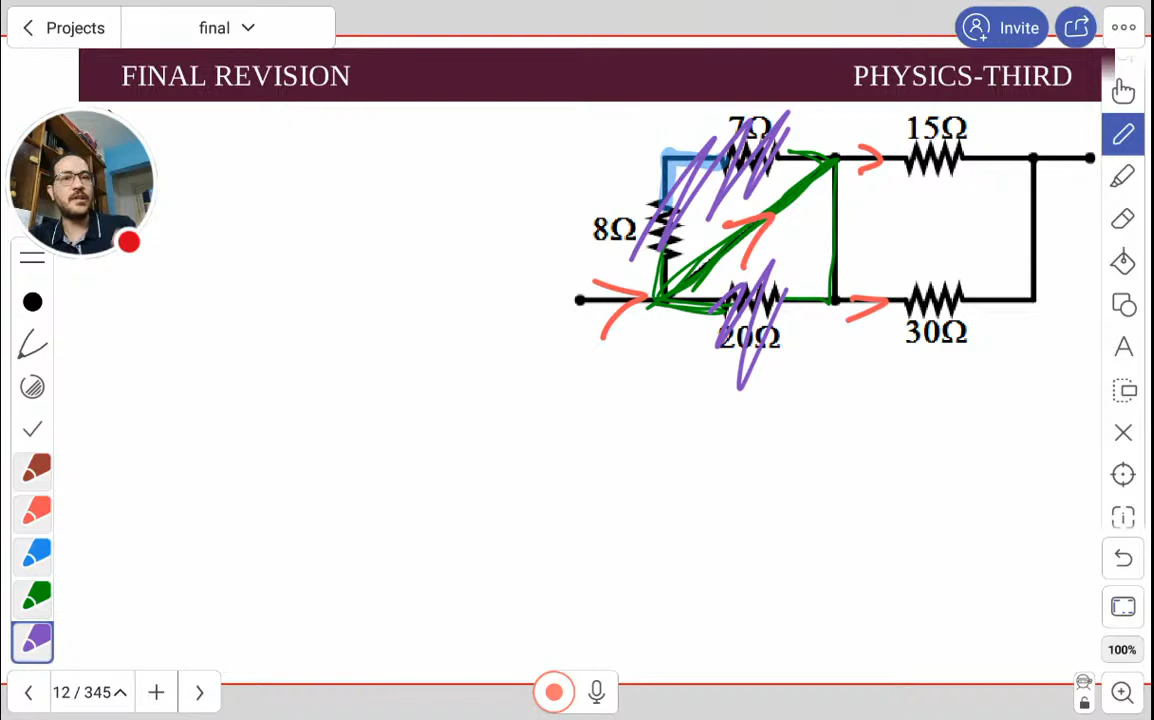 Projects
final
Invite
FINAL REVISION
PHYSICS-THIRD
7Ω
15Ω
8Ω
20Ω
30Ω
A
100%
12 / 345